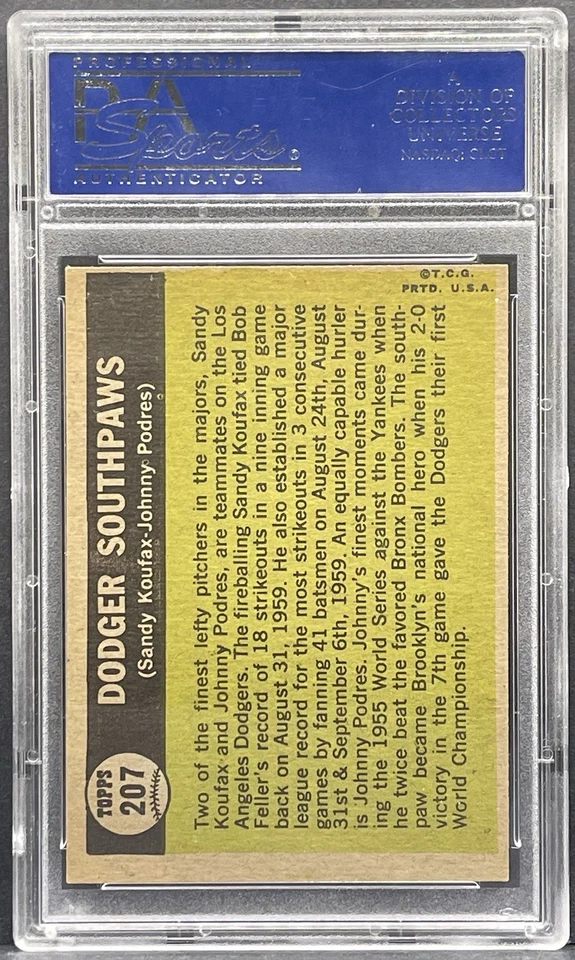 PROFESSIONAL
PSA
Sports
AUTHENTICATOR
A
DIVISION OF
COLLECTORS
UNIVERSE
NASDAQ: CLCT
©T.C.G.
PRTD. U.S.A.
TOPPS
207
DODGER SOUTHPAWS
(Sandy Koufax-Johnny Podres)
Two of the finest lefty pitchers in the majors, Sandy
Koufax and Johnny Podres, are teammates on the Los
Angeles Dodgers. The fireballing Sandy Koufax tied Bob
Feller's record of 18 strikeouts in a nine inning game
back on August 31, 1959. He also established a major
league record for the most strikeouts in 3 consecutive
games by fanning 41 batsmen on August 24th, August
31st & September 6th, 1959. An equally capable hurler
is Johnny Podres. Johnny's finest moments came dur-
ing the 1955 World Series against the Yankees when
he twice beat the favored Bronx Bombers. The south-
paw became Brooklyn's national hero when his 2-0
victory in the 7th game gave the Dodgers their first
World Championship.